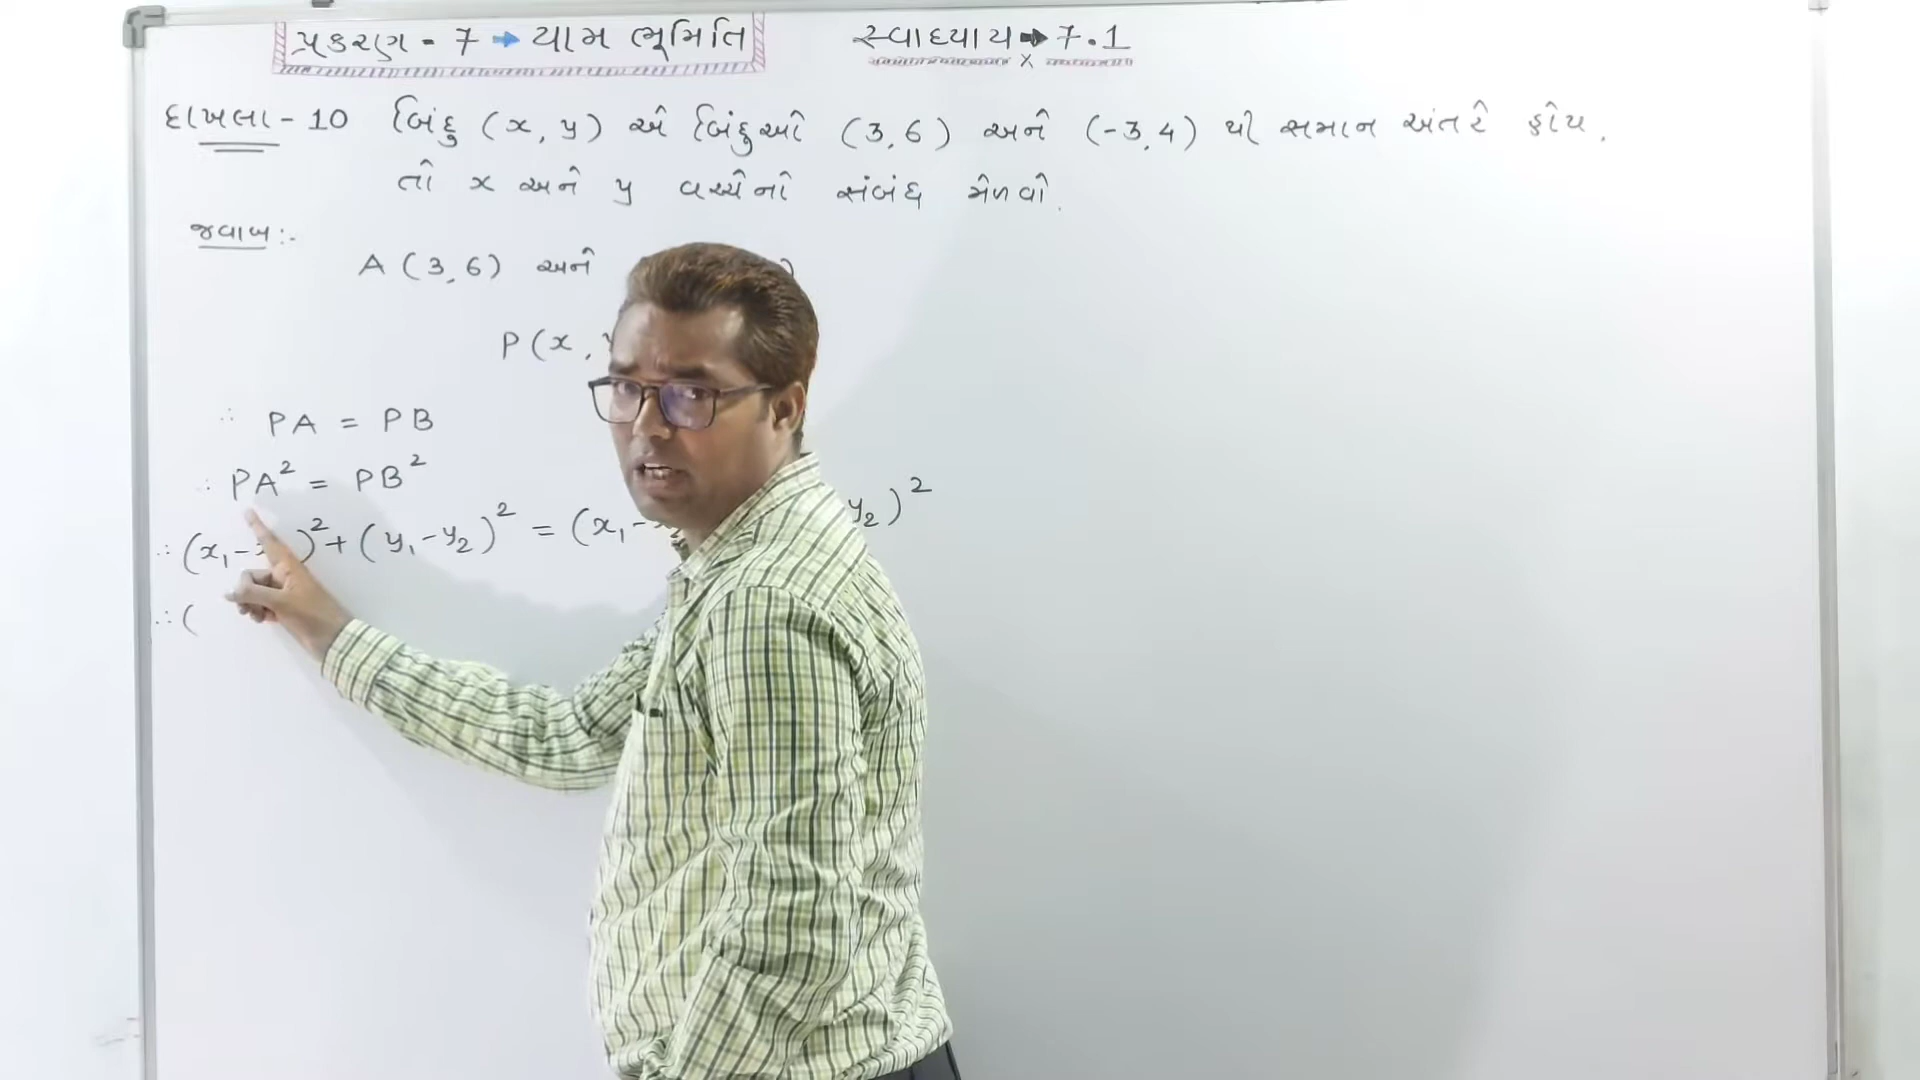 પ્રકરણ - 7 → યામ ભૂમિતિ
સ્વાધ્યાય → 7.1
દાખલા - 10 બિંદુ (x, y) એ બિંદુઓ (3,6) અને (-3,4) થી સમાન અંતરે હોય,
તો x અને y વચ્ચેનો સંબંધ મેળવો.
જવાબ :-
A (3,6) અને )
P (x,
∴ PA = PB
∴ PA² = PB²
∴ (x₁ - )² + (y₁ - y₂)² = (x₁ - y₂)²
∴ (